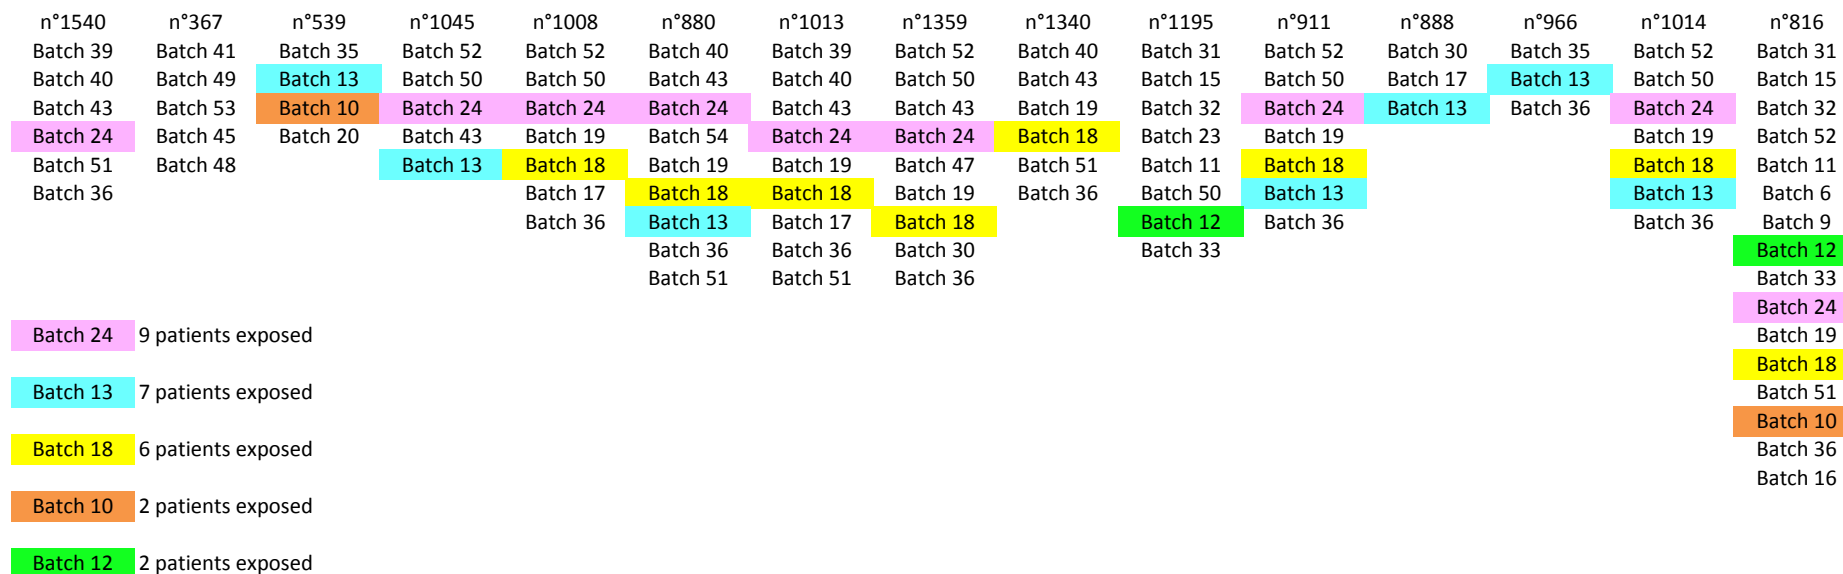 n°1540 n°367 n°539 n°1045 n°1008 n°880 n°1013 n°1359 n°1340 n°1195 n°911 n°888 n°966 n°1014 n°816
Batch 39 Batch 41 Batch 35 Batch 52 Batch 52 Batch 40 Batch 39 Batch 52 Batch 40 Batch 31 Batch 52 Batch 30 Batch 35 Batch 52 Batch 31
Batch 40 Batch 49 Batch 13 Batch 50 Batch 50 Batch 43 Batch 40 Batch 50 Batch 43 Batch 15 Batch 50 Batch 17 Batch 13 Batch 50 Batch 15
Batch 43 Batch 53 Batch 10 Batch 24 Batch 24 Batch 24 Batch 43 Batch 43 Batch 19 Batch 32 Batch 24 Batch 13 Batch 36 Batch 24 Batch 32
Batch 24 Batch 45 Batch 20 Batch 43 Batch 19 Batch 54 Batch 24 Batch 24 Batch 18 Batch 23 Batch 19 Batch 19 Batch 52
Batch 51 Batch 48 Batch 13 Batch 18 Batch 19 Batch 19 Batch 47 Batch 51 Batch 11 Batch 18 Batch 18 Batch 11
Batch 36 Batch 17 Batch 18 Batch 18 Batch 19 Batch 36 Batch 50 Batch 13 Batch 13 Batch 6
Batch 36 Batch 13 Batch 17 Batch 18 Batch 12 Batch 36 Batch 36 Batch 9
Batch 36 Batch 36 Batch 30 Batch 33 Batch 12
Batch 51 Batch 51 Batch 36 Batch 33
Batch 24
Batch 24 9 patients exposed Batch 19
Batch 18
Batch 13 7 patients exposed Batch 51
Batch 10
Batch 18 6 patients exposed Batch 36
Batch 16
Batch 10 2 patients exposed
Batch 12 2 patients exposed